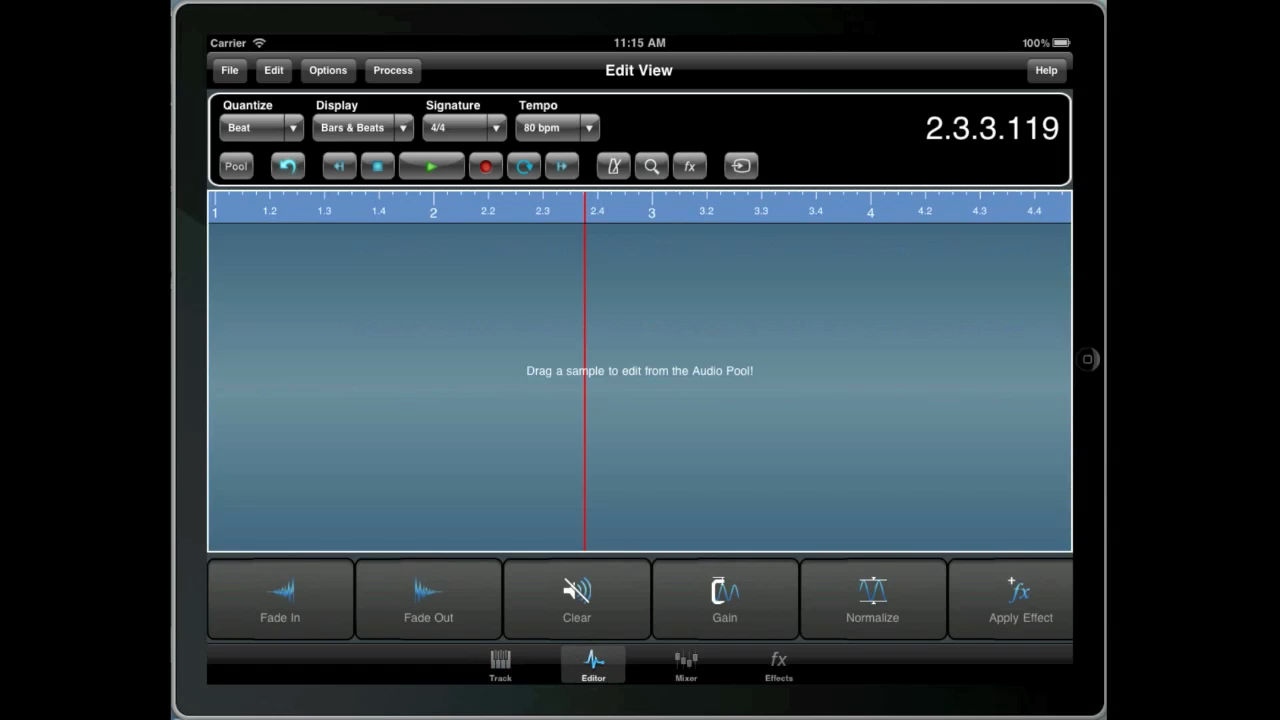 Carrier 11:15 AM 100%
File Edit Options Process Edit View Help
Quantize Display Signature Tempo
Beat Bars & Beats 4/4 80 bpm 2.3.3.119
Pool fx
1 1.2 1.3 1.4 2 2.2 2.3 2.4 3 3.2 3.3 3.4 4 4.2 4.3 4.4
Drag a sample to edit from the Audio Pool!
fx
Fade In Fade Out Clear Gain Normalize Apply Effect
fx
Track Editor Mixer Effects